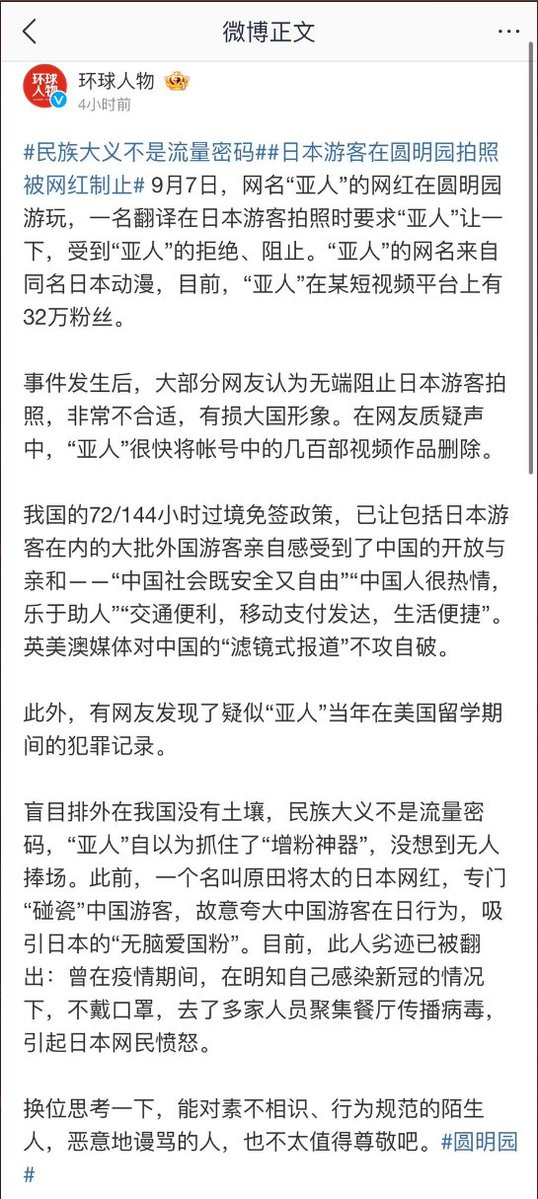 微博正文
环球
人物
环球人物
4小时前
#民族大义不是流量密码##日本游客在圆明园拍照
被网红制止# 9月7日，网名“亚人”的网红在圆明园
游玩，一名翻译在日本游客拍照时要求“亚人”让一
下，受到“亚人”的拒绝、阻止。“亚人”的网名来自
同名日本动漫，目前，“亚人”在某短视频平台上有
32万粉丝。
事件发生后，大部分网友认为无端阻止日本游客拍
照，非常不合适，有损大国形象。在网友质疑声
中，“亚人”很快将帐号中的几百部视频作品删除。
我国的72/144小时过境免签政策，已让包括日本游
客在内的大批外国游客亲自感受到了中国的开放与
亲和——“中国社会既安全又自由”“中国人很热情，
乐于助人”“交通便利，移动支付发达，生活便捷”。
英美澳媒体对中国的“滤镜式报道”不攻自破。
此外，有网友发现了疑似“亚人”当年在美国留学期
间的犯罪记录。
盲目排外在我国没有土壤，民族大义不是流量密
码，“亚人”自以为抓住了“增粉神器”，没想到无人
捧场。此前，一个名叫原田将太的日本网红，专门
“碰瓷”中国游客，故意夸大中国游客在日行为，吸
引日本的“无脑爱国粉”。目前，此人劣迹已被翻
出：曾在疫情期间，在明知自己感染新冠的情况
下，不戴口罩，去了多家人员聚集餐厅传播病毒，
引起日本网民愤怒。
换位思考一下，能对素不相识、行为规范的陌生
人，恶意地谩骂的人，也不太值得尊敬吧。#圆明园
#